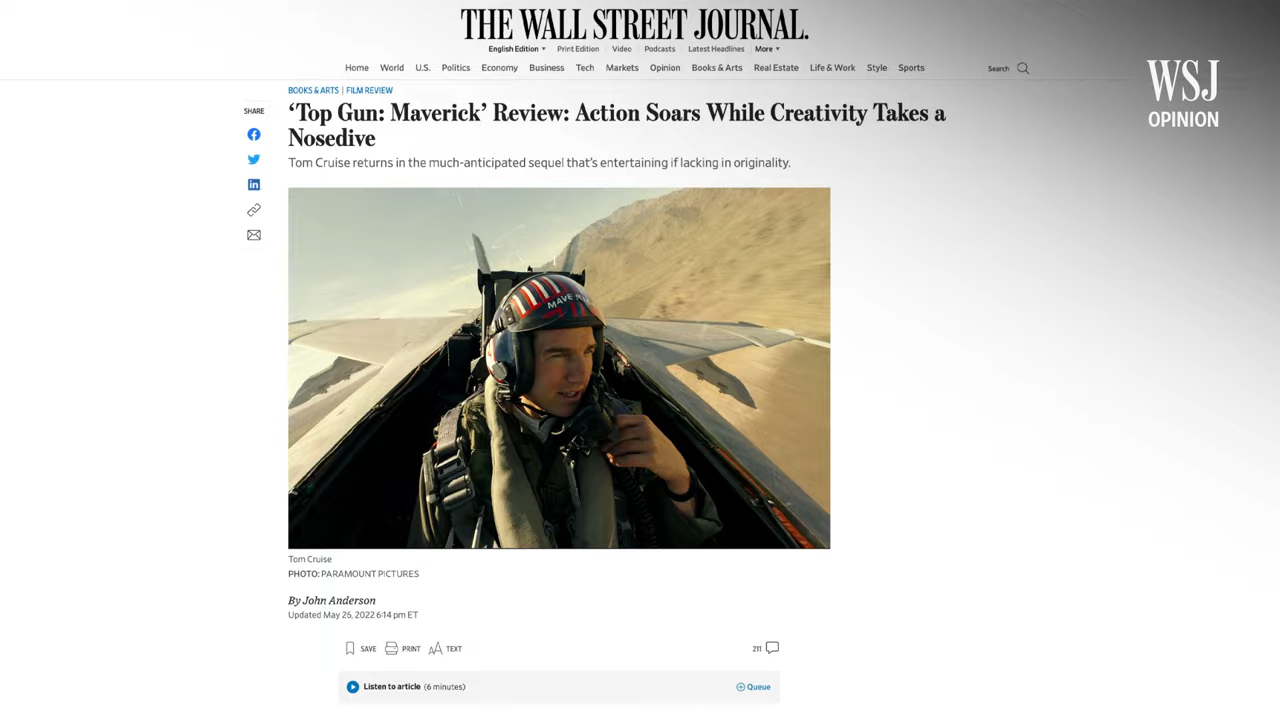 THE WALL STREET JOURNAL.
English Edition
Print Edition
Video
Podcasts
Latest Headlines
More
Home
World
U.S.
Politics
Economy
Business
Tech
Markets
Opinion
Books & Arts
Real Estate
Life & Work
Style
Sports
Search
WSJ
OPINION
BOOKS & ARTS | FILM REVIEW
SHARE
‘Top Gun: Maverick’ Review: Action Soars While Creativity Takes a
Nosedive
Tom Cruise returns in the much-anticipated sequel that’s entertaining if lacking in originality.
Tom Cruise
PHOTO: PARAMOUNT PICTURES
By John Anderson
Updated May 26, 2022 6:14 pm ET
SAVE
PRINT
AA TEXT
211
Listen to article (6 minutes)
Queue